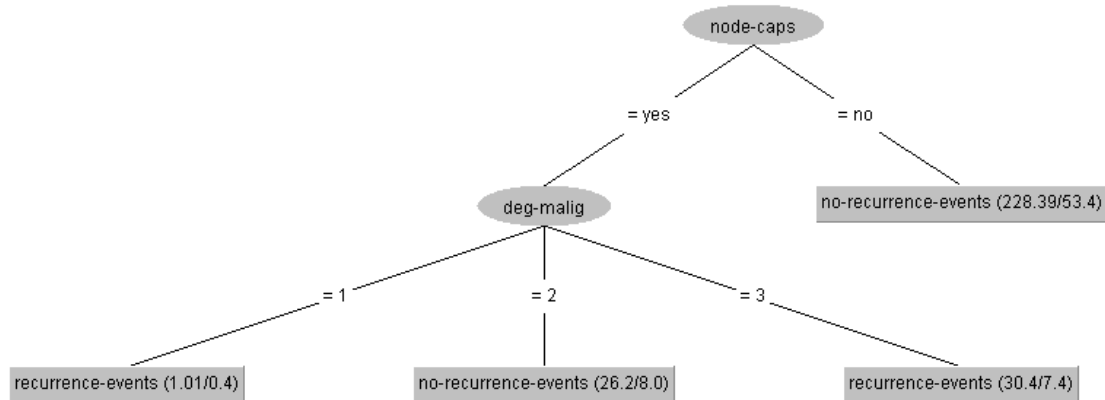 node-caps
= yes
= no
deg-malig
no-recurrence-events (228.39/53.4)
= 1
= 2
= 3
recurrence-events (1.01/0.4)
no-recurrence-events (26.2/8.0)
recurrence-events (30.4/7.4)